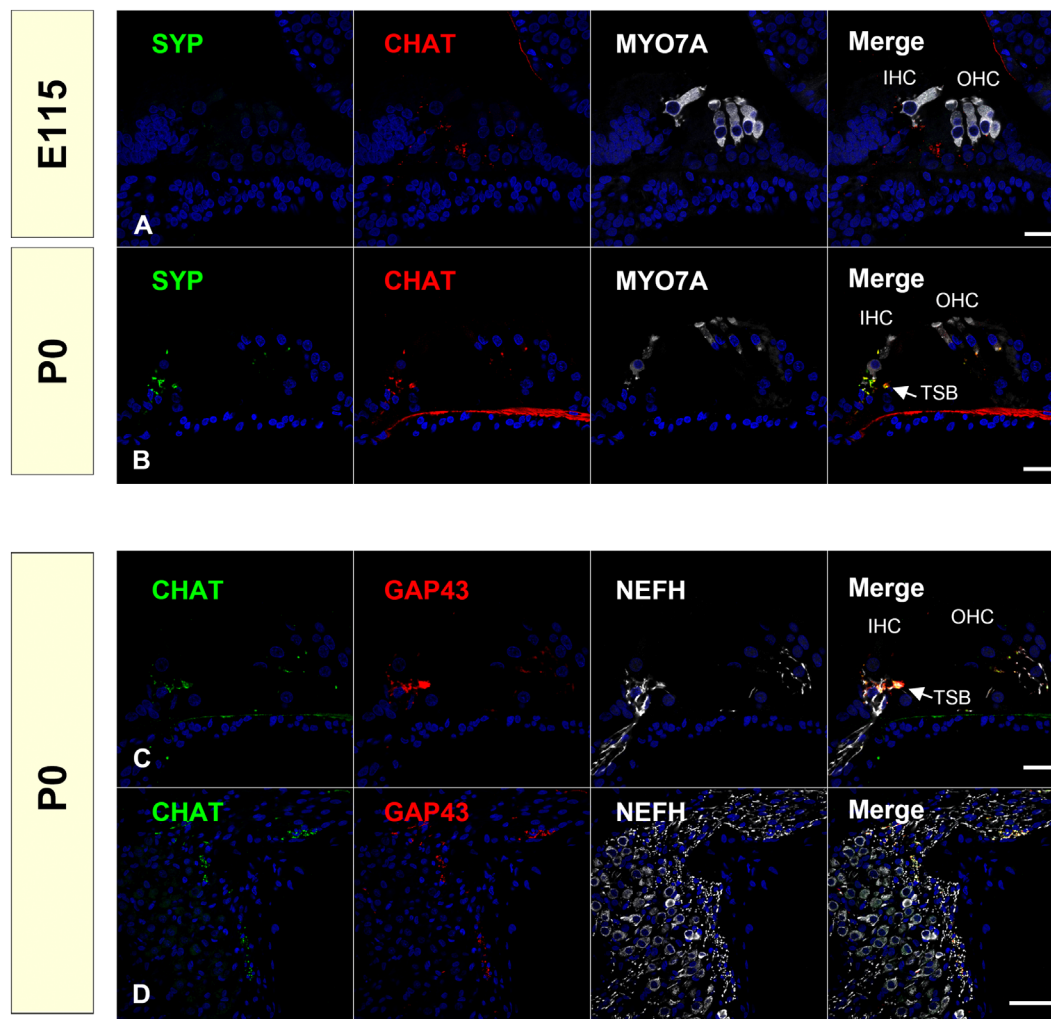 E115
SYP CHAT MYO7A Merge
IHC OHC
A
P0
SYP CHAT MYO7A Merge
OHC
IHC
TSB
B
P0
CHAT GAP43 NEFH Merge
IHC OHC
TSB
C
CHAT GAP43 NEFH Merge
D